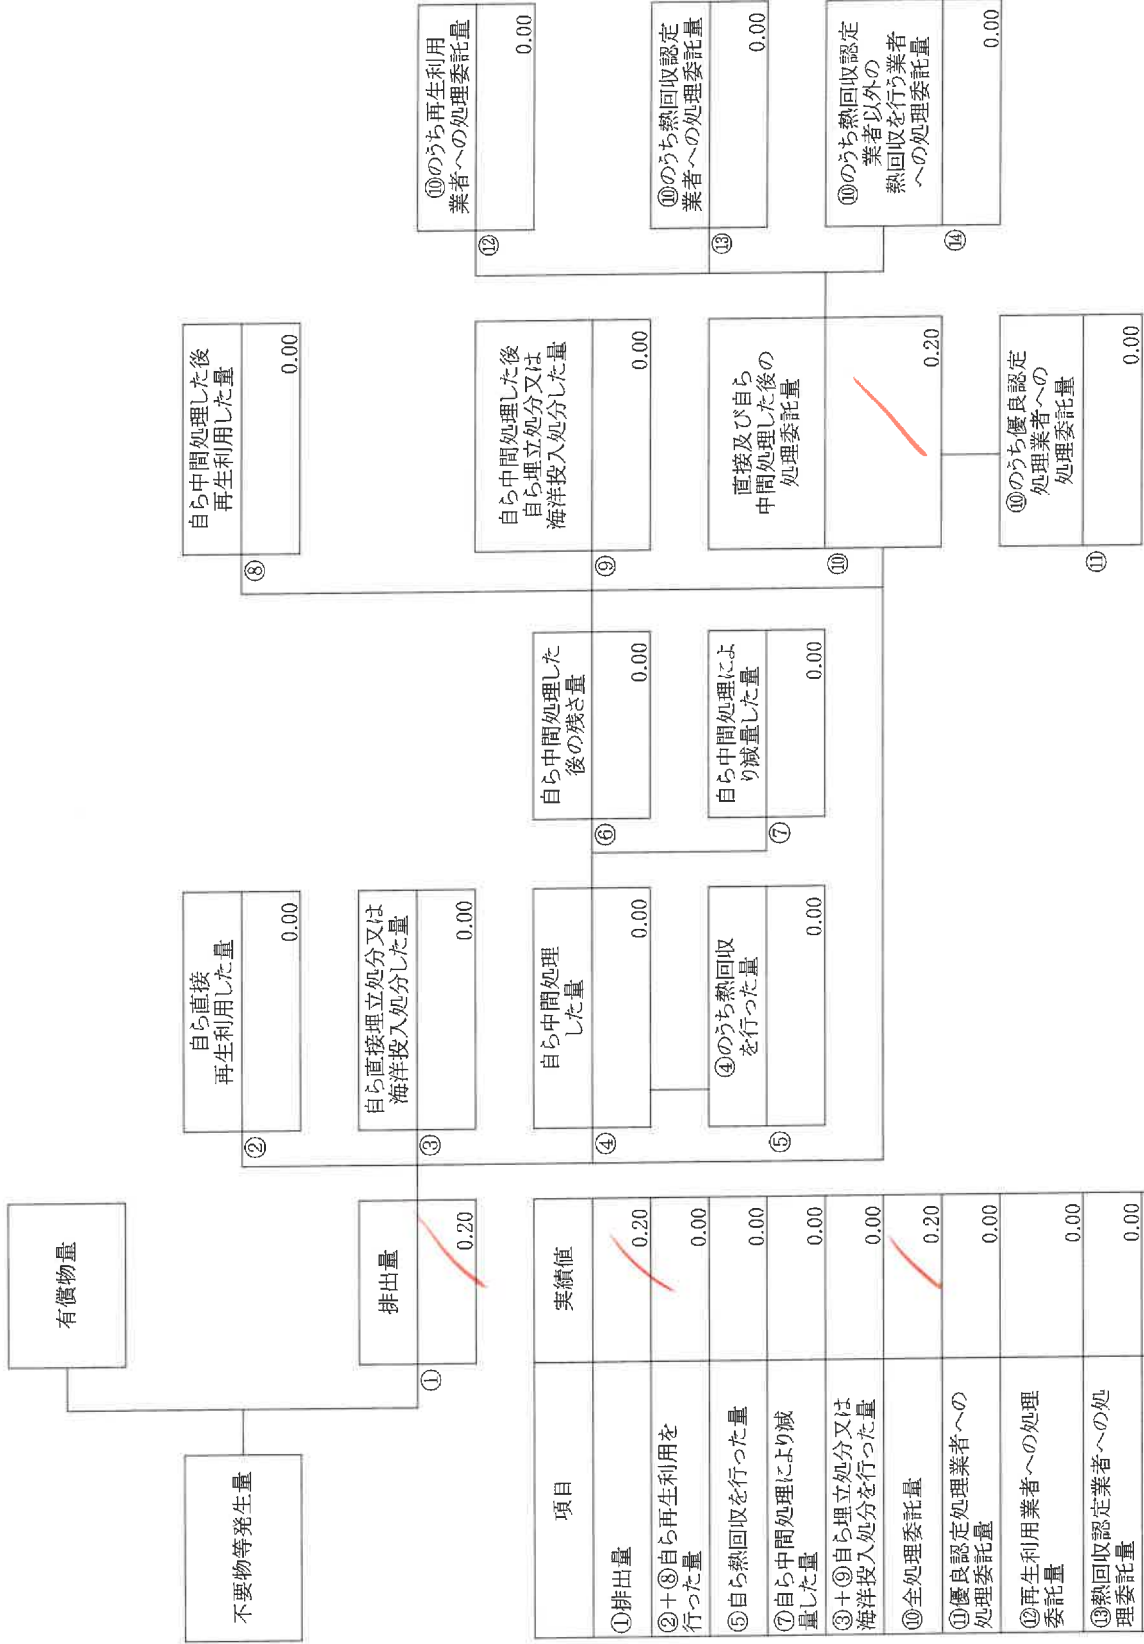 不要物等発生量
有償物量
①
排出量
0.20
②
自ら直接
再生利用した量
0.00
③
自ら直接埋立処分又は
海洋投入処分した量
0.00
④
自ら中間処理
した量
0.00
⑤
④のうち熱回収
を行った量
0.00
⑥
自ら中間処理した
後の残さ量
0.00
⑦
自ら中間処理によ
り減量した量
0.00
⑧
自ら中間処理した後
再生利用した量
0.00
⑨
自ら中間処理した後
自ら埋立処分又は
海洋投入処分した量
0.00
⑩
直接及び自ら
中間処理した後の
処理委託量
0.20
⑪
⑩のうち優良認定
処理業者への
処理委託量
0.00
⑫
⑩のうち再生利用
業者への処理委託量
0.00
⑬
⑩のうち熱回収認定
業者への処理委託量
0.00
⑭
⑩のうち熱回収認定
業者以外の
熱回収を行う業者
への処理委託量
0.00
項目
実績値
①排出量
0.20
②+⑧自ら再生利用を
行った量
0.00
⑤自ら熱回収を行った量
0.00
⑦自ら中間処理により減
量した量
0.00
③+⑨自ら埋立処分又は
海洋投入処分を行った量
0.00
⑩全処理委託量
0.20
⑪優良認定処理業者への
処理委託量
0.00
⑫再生利用業者への処理
委託量
0.00
⑬熱回収認定業者への処
理委託量
0.00